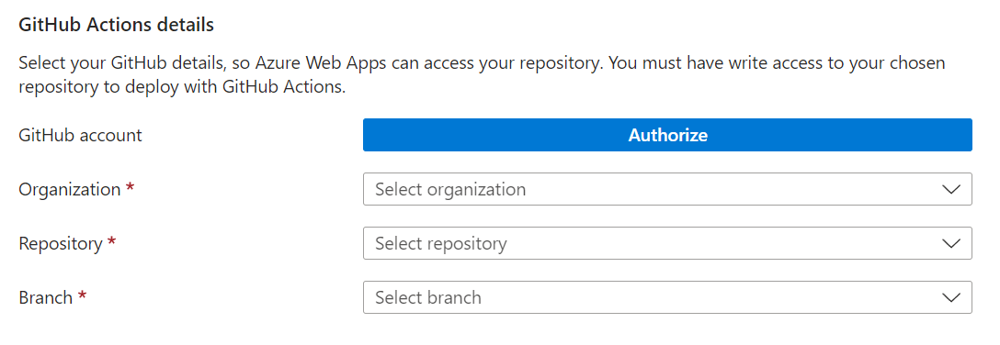 GitHub Actions details
Select your GitHub details, so Azure Web Apps can access your repository. You must have write access to your chosen
repository to deploy with GitHub Actions.
GitHub account
Authorize
Organization *
Select organization
Repository *
Select repository
Branch *
Select branch